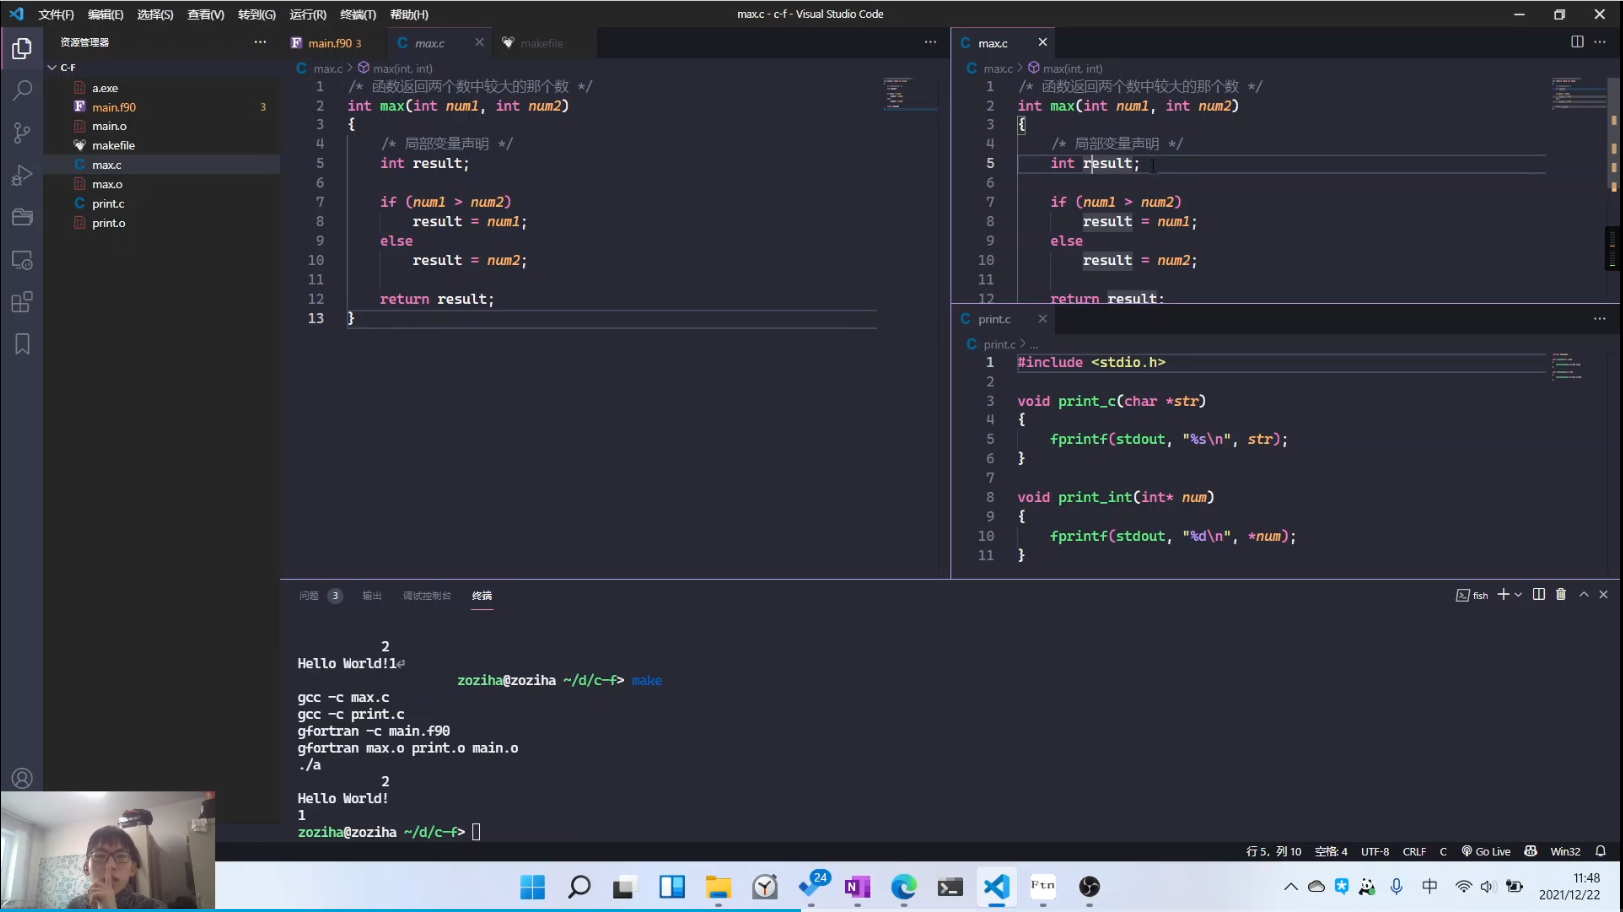 文件(F) 编辑(E) 选择(S) 查看(V) 转到(G) 运行(R) 终端(T) 帮助(H)
max.c - c-f - Visual Studio Code
资源管理器
C-F
a.exe
main.f90 3
main.o
makefile
max.c
max.o
print.c
print.o
main.f90 3
max.c
makefile
max.c > max(int, int)
1 /* 函数返回两个数中较大的那个数 */
2 int max(int num1, int num2)
3 {
4 /* 局部变量声明 */
5 int result;
6
7 if (num1 > num2)
8 result = num1;
9 else
10 result = num2;
11
12 return result;
13 }
max.c
max.c > max(int, int)
1 /* 函数返回两个数中较大的那个数 */
2 int max(int num1, int num2)
3 {
4 /* 局部变量声明 */
5 int result;
6
7 if (num1 > num2)
8 result = num1;
9 else
10 result = num2;
11
12 return result;
print.c
print.c > ...
1 #include <stdio.h>
2
3 void print_c(char *str)
4 {
5 fprintf(stdout, "%s\n", str);
6 }
7
8 void print_int(int* num)
9 {
10 fprintf(stdout, "%d\n", *num);
11 }
问题 3 输出 调试控制台 终端
fish
2
Hello World!1⏎
zoziha@zoziha ~/d/c-f> make
gcc -c max.c
gcc -c print.c
gfortran -c main.f90
gfortran max.o print.o main.o
./a
2
Hello World!
1
zoziha@zoziha ~/d/c-f>
行 5，列 10 空格: 4 UTF-8 CRLF C Go Live Win32
24
Ftn
中
11:48
2021/12/22